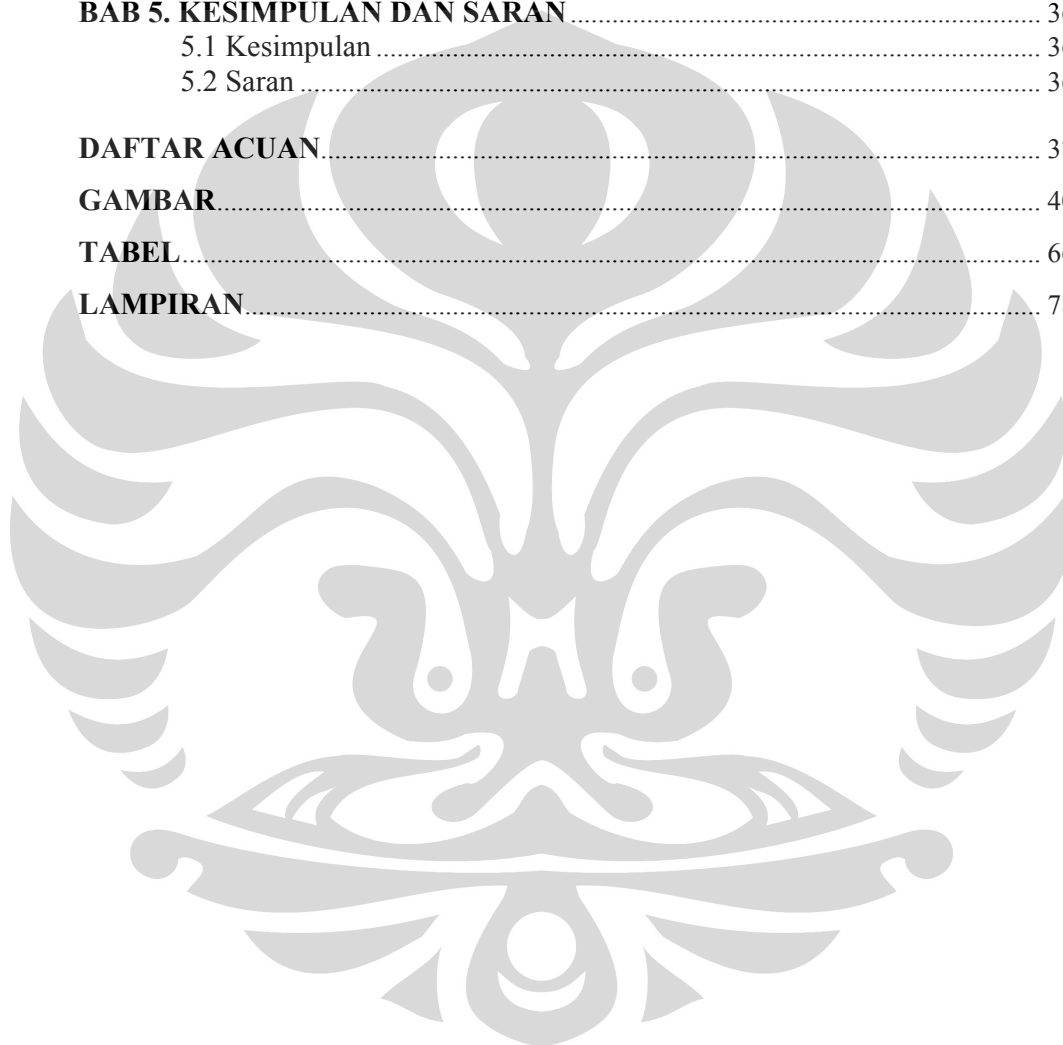 BAB 5. KESIMPULAN DAN SARAN
5.1 Kesimpulan
5.2 Saran
DAFTAR ACUAN
GAMBAR
TABEL
LAMPIRAN